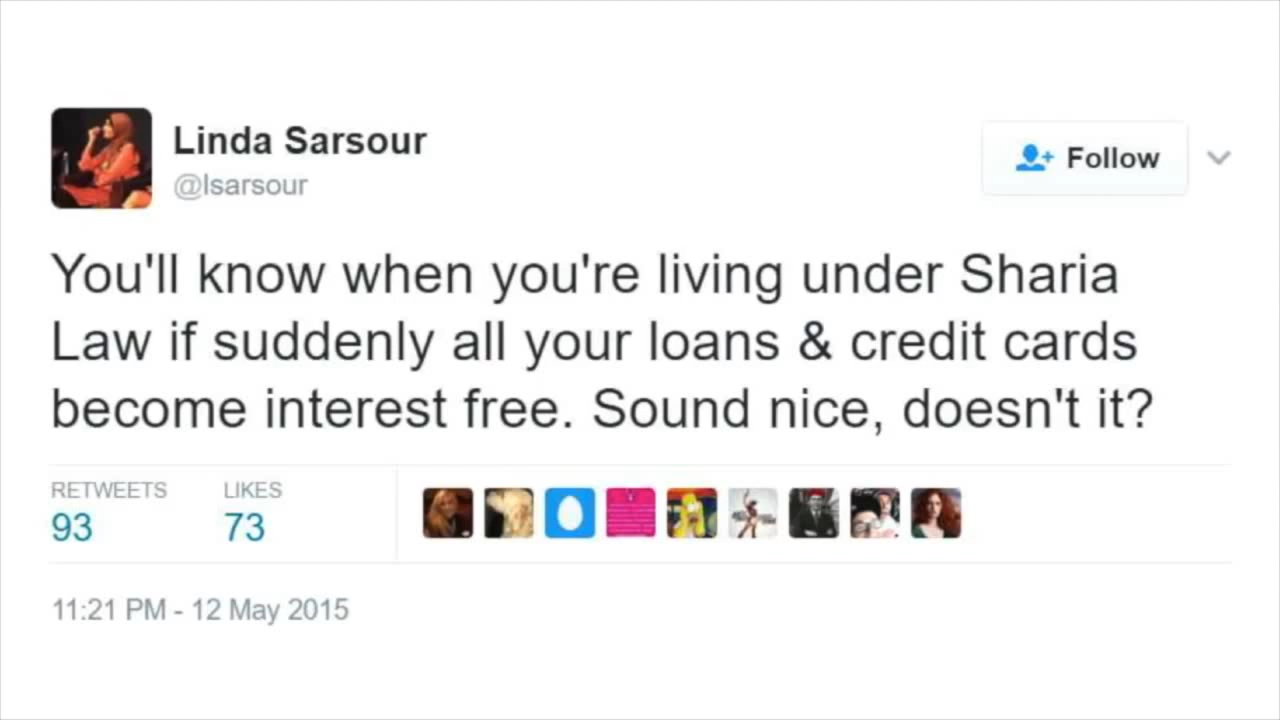 Linda Sarsour
@lsarsour
Follow
You'll know when you're living under Sharia
Law if suddenly all your loans & credit cards
become interest free. Sound nice, doesn't it?
RETWEETS LIKES
93 73
11:21 PM - 12 May 2015